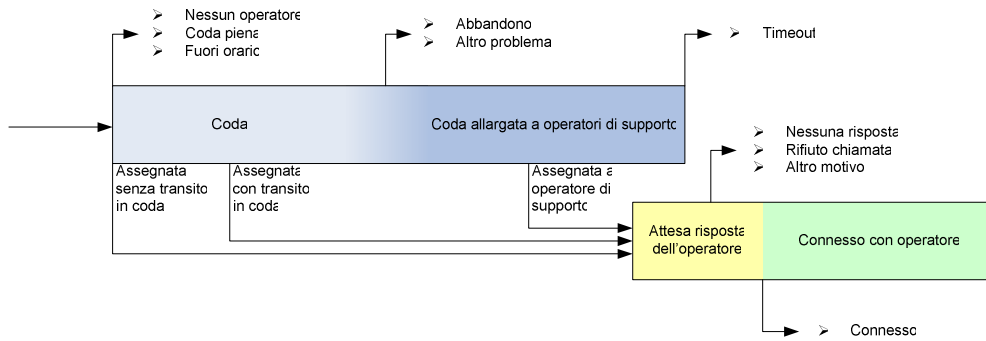 Nessun operatore
Coda piena
Fuori orario
Abbandono
Altro problema
Timeout
Coda
Coda allargata a operatori di supporto
Nessuna risposta
Rifiuto chiamata
Altro motivo
Assegnata
senza transito
in coda
Assegnata
con transito
in coda
Assegnata a
operatore di
supporto
Attesa risposta
dell'operatore
Connesso con operatore
Connesso